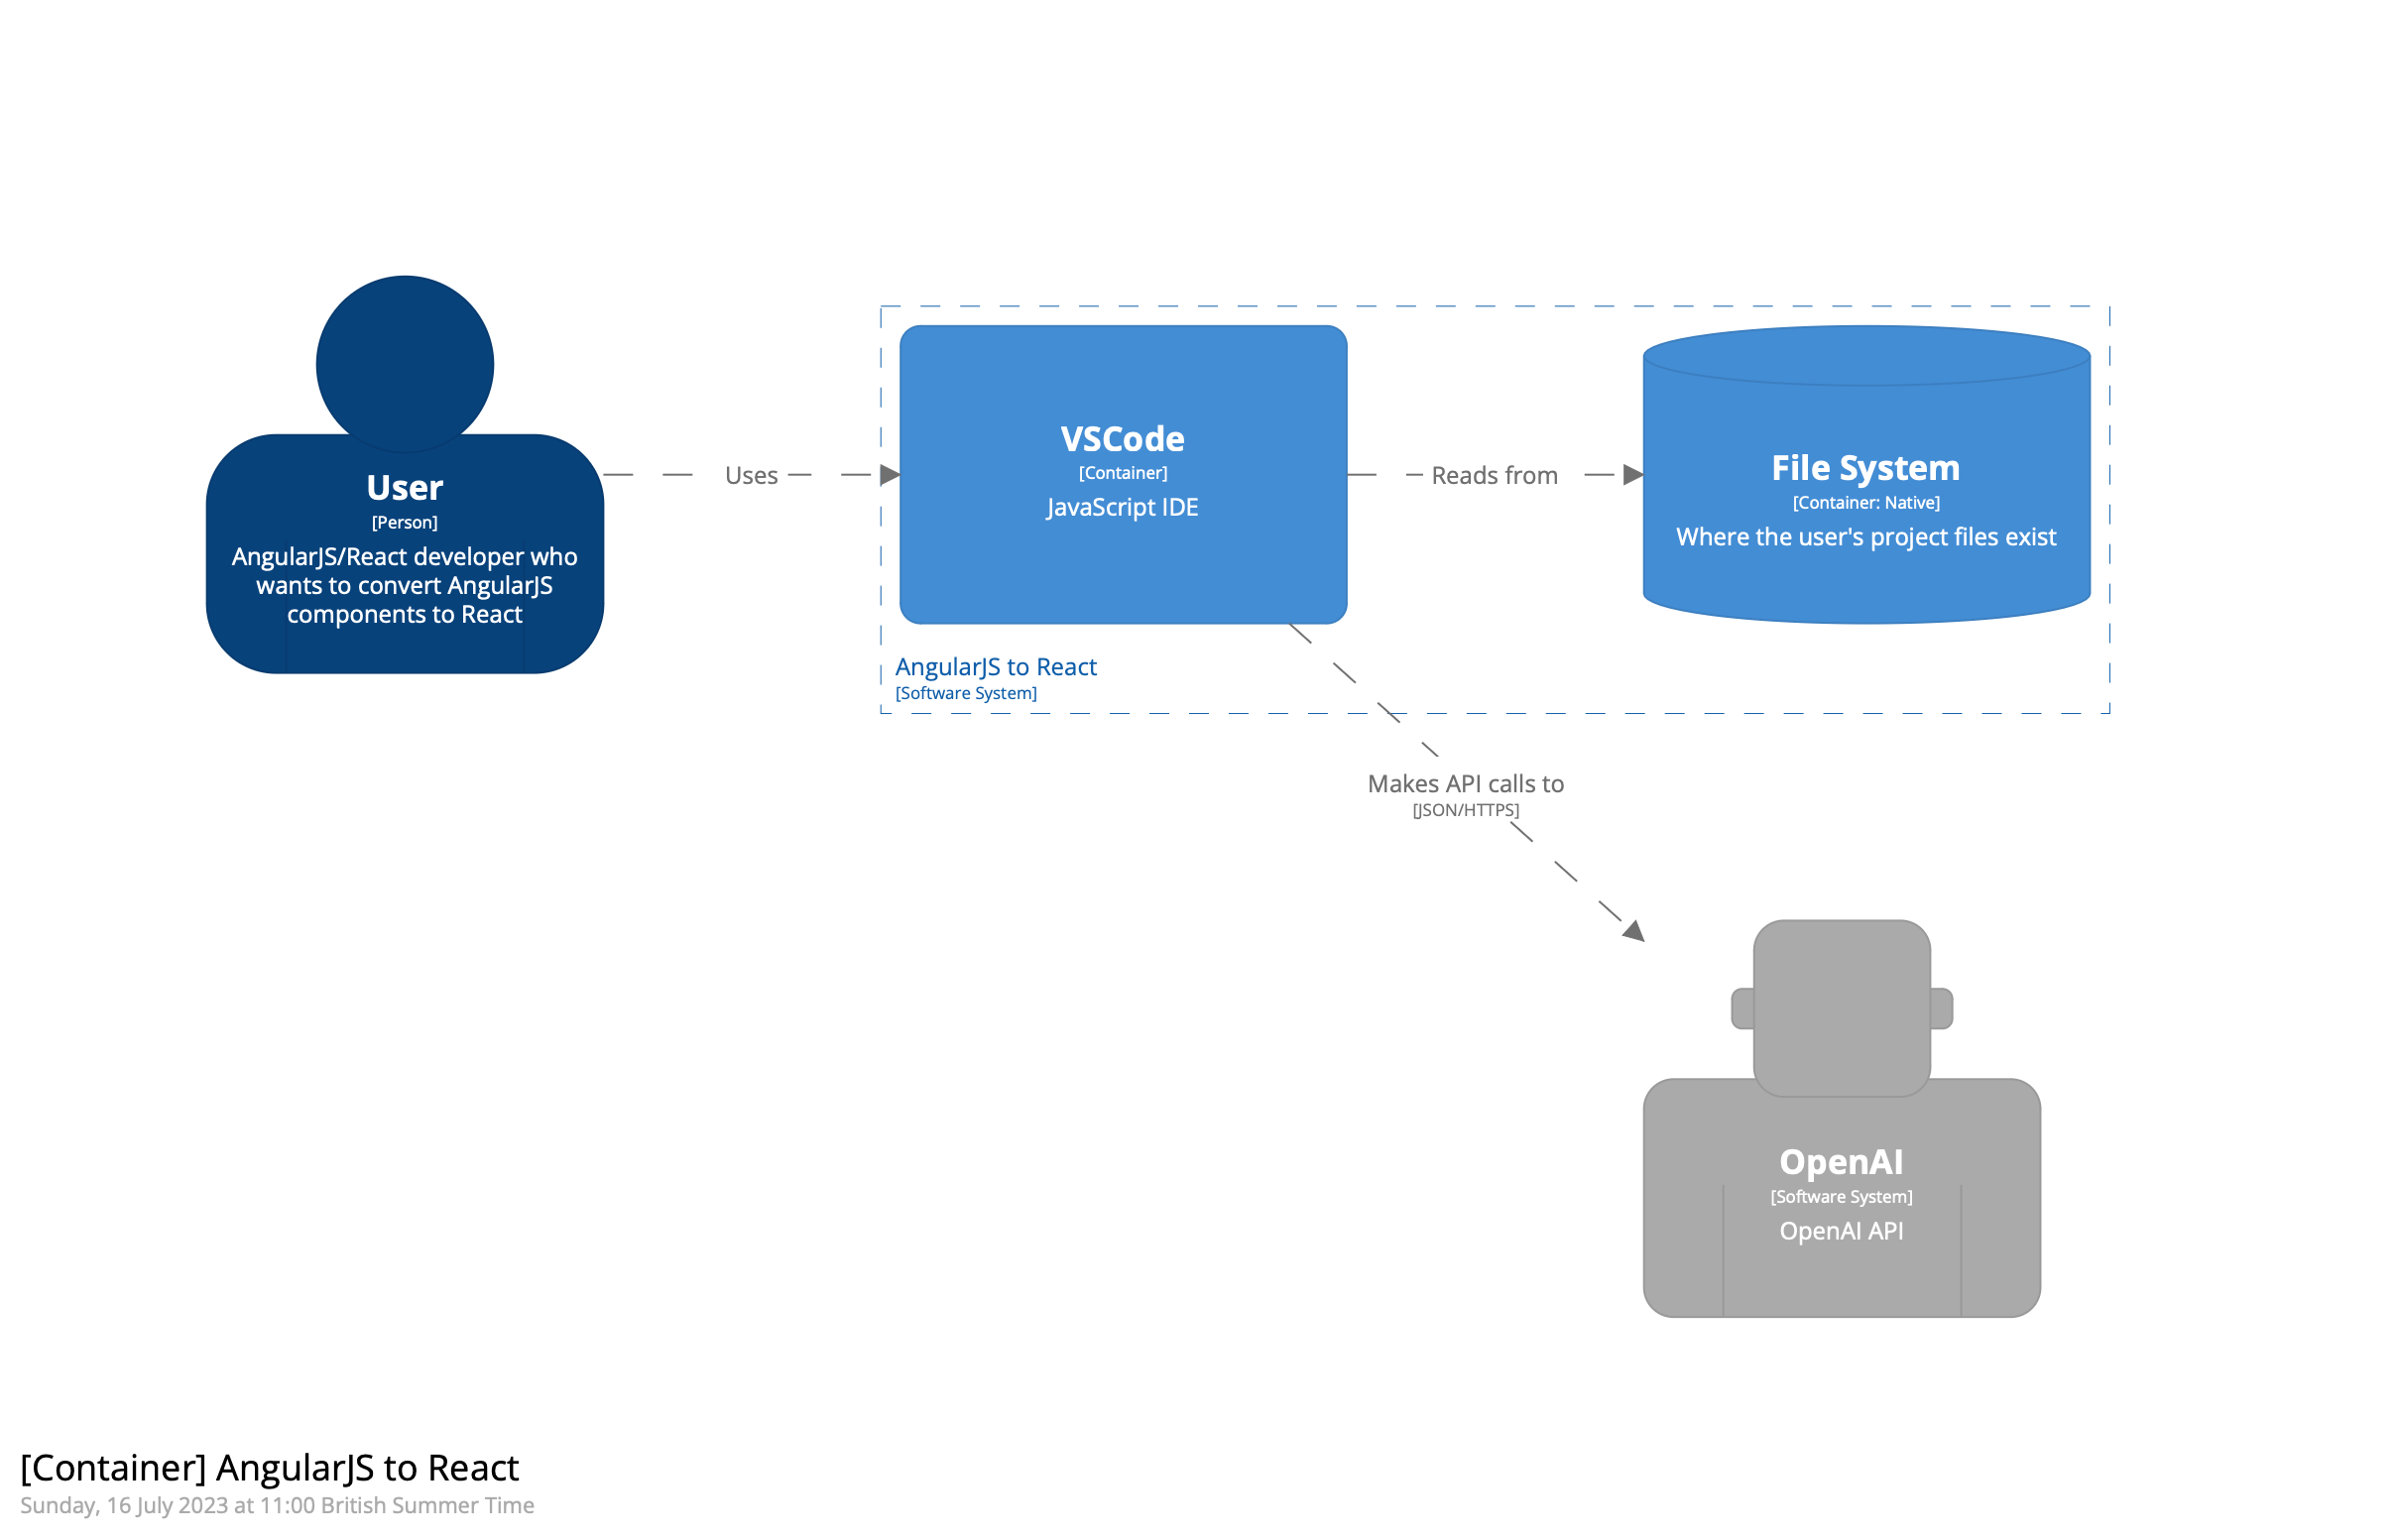 User
[Person]
AngularJS/React developer who
wants to convert AngularJS
components to React
Uses
VSCode
[Container]
JavaScript IDE
Reads from
File System
[Container: Native]
Where the user's project files exist
AngularJS to React
[Software System]
Makes API calls to
[JSON/HTTPS]
OpenAI
[Software System]
OpenAI API
[Container] AngularJS to React
Sunday, 16 July 2023 at 11:00 British Summer Time